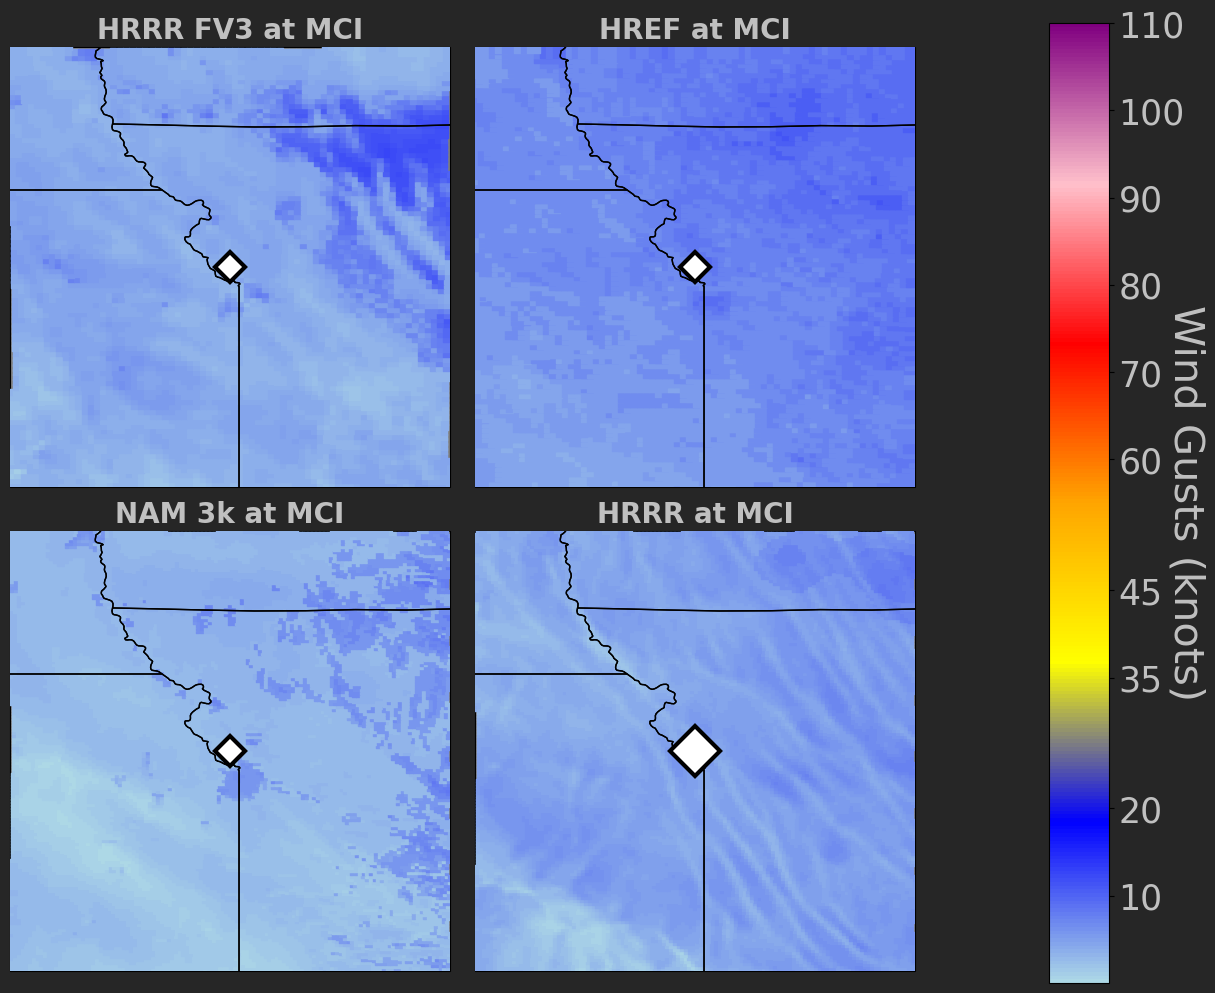 HRRR FV3 at MCI
HREF at MCI
NAM 3k at MCI
HRRR at MCI
110
100
90
80
70
60
45
35
20
10
Wind Gusts (knots)